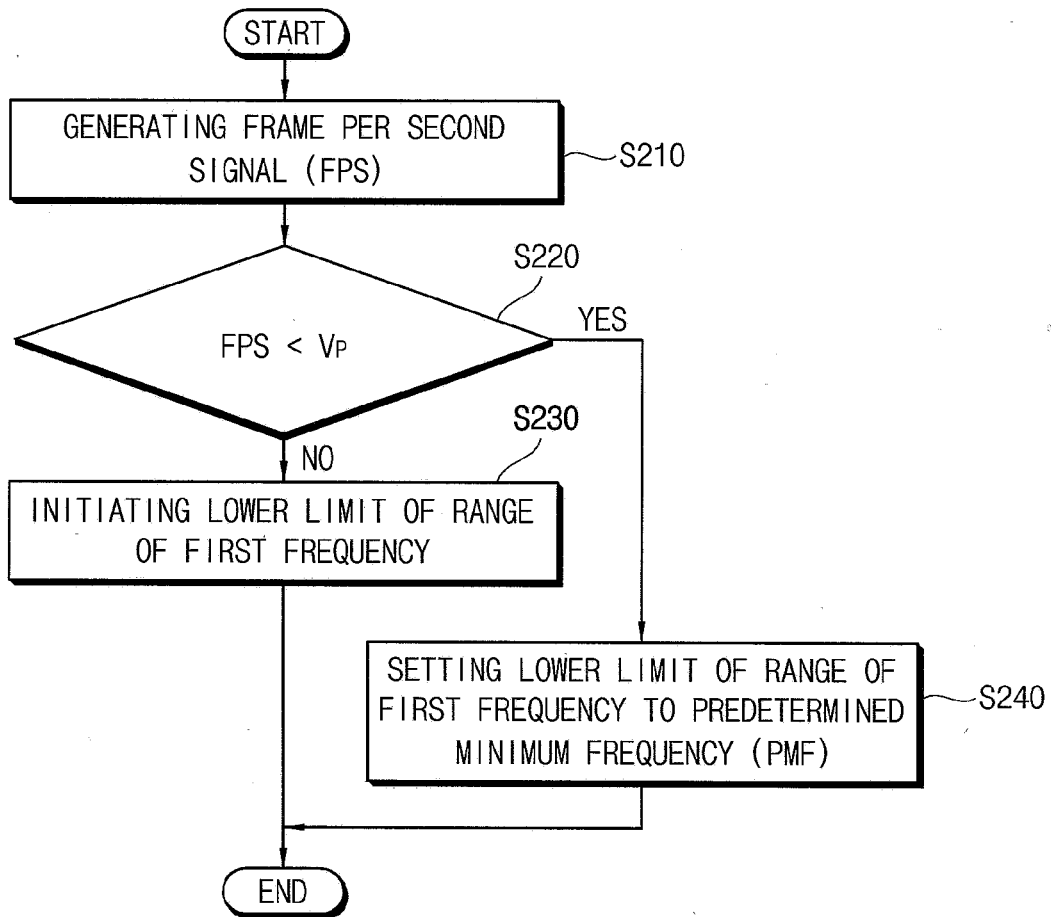 START
GENERATING FRAME PER SECOND
SIGNAL (FPS)
S210
S220
FPS < VP
YES
NO
S230
INITIATING LOWER LIMIT OF RANGE
OF FIRST FREQUENCY
SETTING LOWER LIMIT OF RANGE OF
FIRST FREQUENCY TO PREDETERMINED
MINIMUM FREQUENCY (PMF)
S240
END